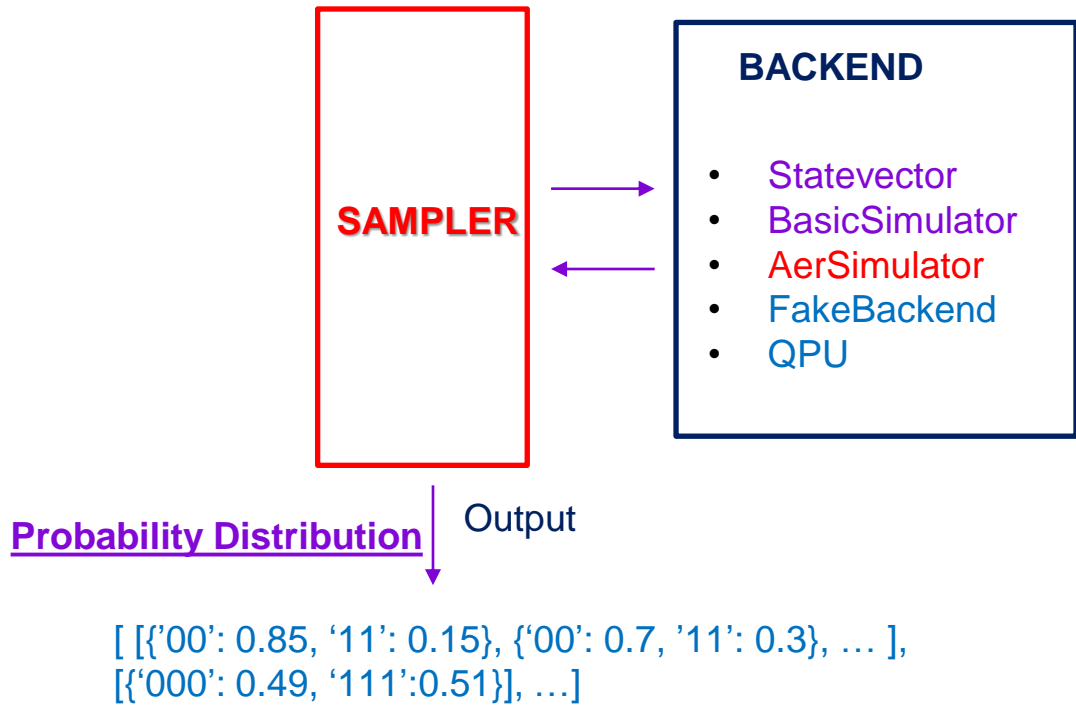 BACKEND
• Statevector
SAMPLER
• BasicSimulator
• AerSimulator
• FakeBackend
• QPU
Output
Probability Distribution
[ [{’00’: 0.85, ‘11’: 0.15}, {‘00’: 0.7, ’11’: 0.3}, … ],
[{‘000’: 0.49, ‘111’:0.51}], …]